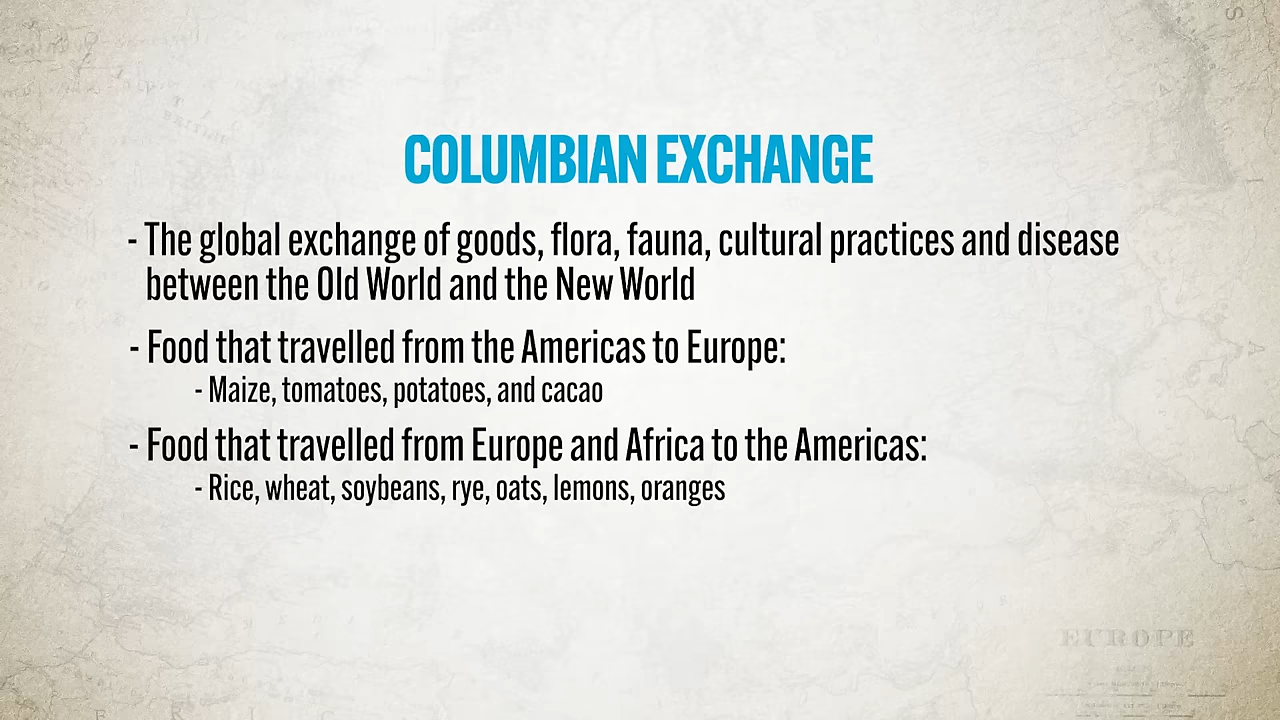 COLUMBIAN EXCHANGE
- The global exchange of goods, flora, fauna, cultural practices and disease
between the Old World and the New World
- Food that travelled from the Americas to Europe:
- Maize, tomatoes, potatoes, and cacao
- Food that travelled from Europe and Africa to the Americas:
- Rice, wheat, soybeans, rye, oats, lemons, oranges
EUROPE